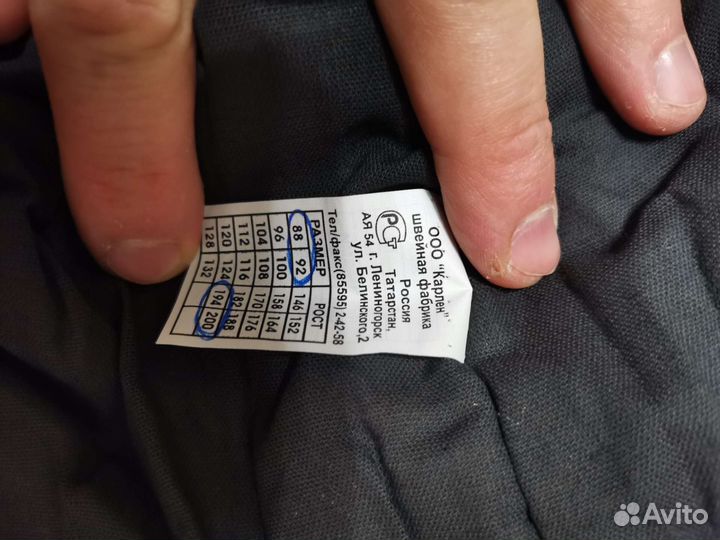 ООО "Карлен"
швейная фабрика
Россия
РСТ Татарстан,
АЯ 54 г. Лениногорск
ул. Белинского,2
Тел/факс(85595) 2-42-58
РАЗМЕР РОСТ
88 92 146 152
96 100 158 164
104 108 170 176
112 116 182 188
120 124 194 200
128 132
Avito